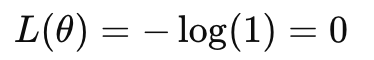 L(θ) = − log(1) = 0